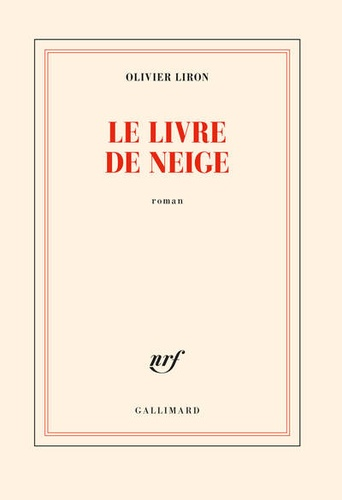 OLIVIER LIRON
LE LIVRE
DE NEIGE
roman
nrf
GALLIMARD